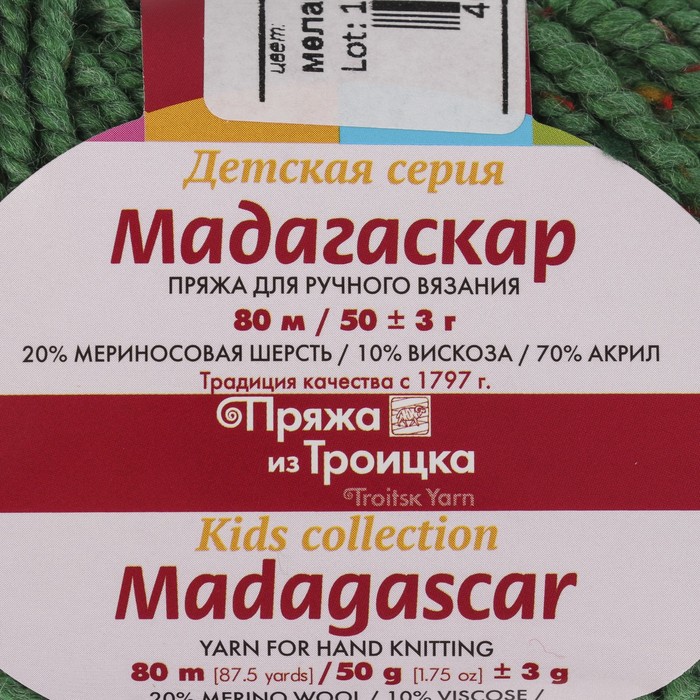 цвет:
Lot: 1
4
Детская серия
Мадагаскар
ПРЯЖА ДЛЯ РУЧНОГО ВЯЗАНИЯ
80 м / 50 ± 3 г
20% МЕРИНОСОВАЯ ШЕРСТЬ / 10% ВИСКОЗА / 70% АКРИЛ
Традиция качества с 1797 г.
Пряжа
из Троицка
Troitsk Yarn
Kids collection
Madagascar
YARN FOR HAND KNITTING
80 m [87.5 yards] / 50 g [1.75 oz] ± 3 g
20% MERINO WOOL / 10% VISCOSE /